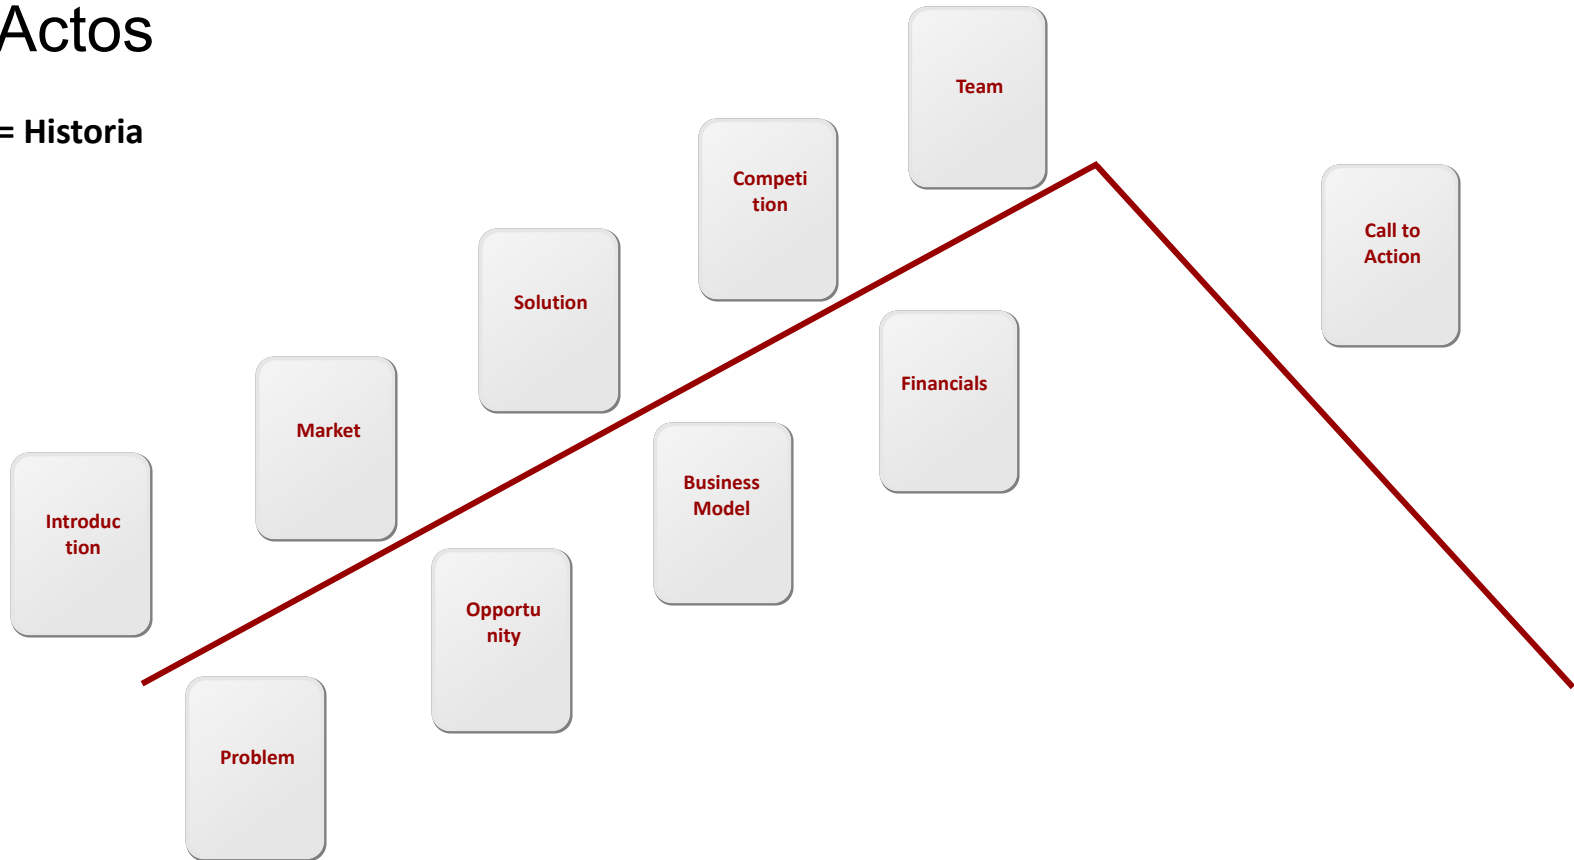 Actos
= Historia
Team
Competi
tion
Call to
Action
Solution
Financials
Market
Business
Model
Introduc
tion
Opportu
nity
Problem